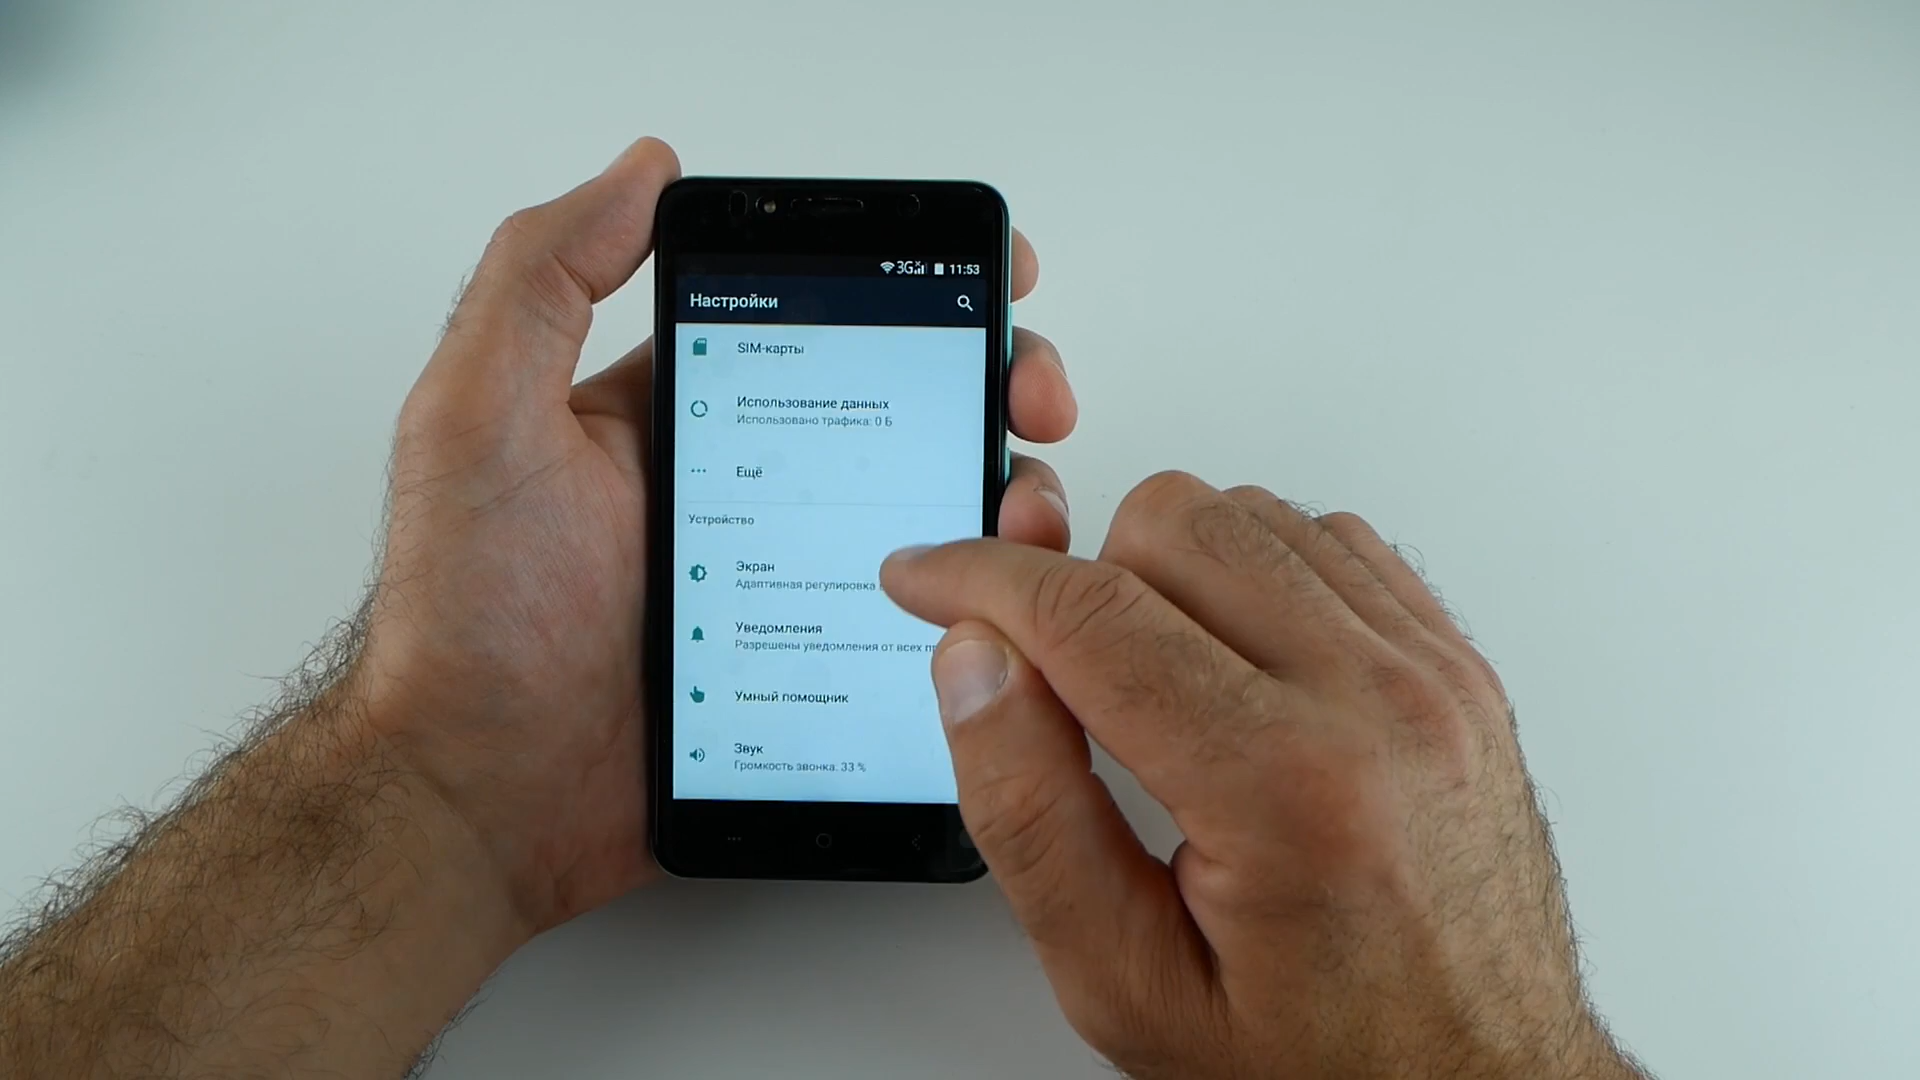 3G 11:53
Настройки
SIM-карты
Использование данных
Использовано трафика: 0 Б
Ещё
Устройство
Экран
Адаптивная регулировка
Уведомления
Разрешены уведомления от всех
Умный помощник
Звук
Громкость звонка: 33 %